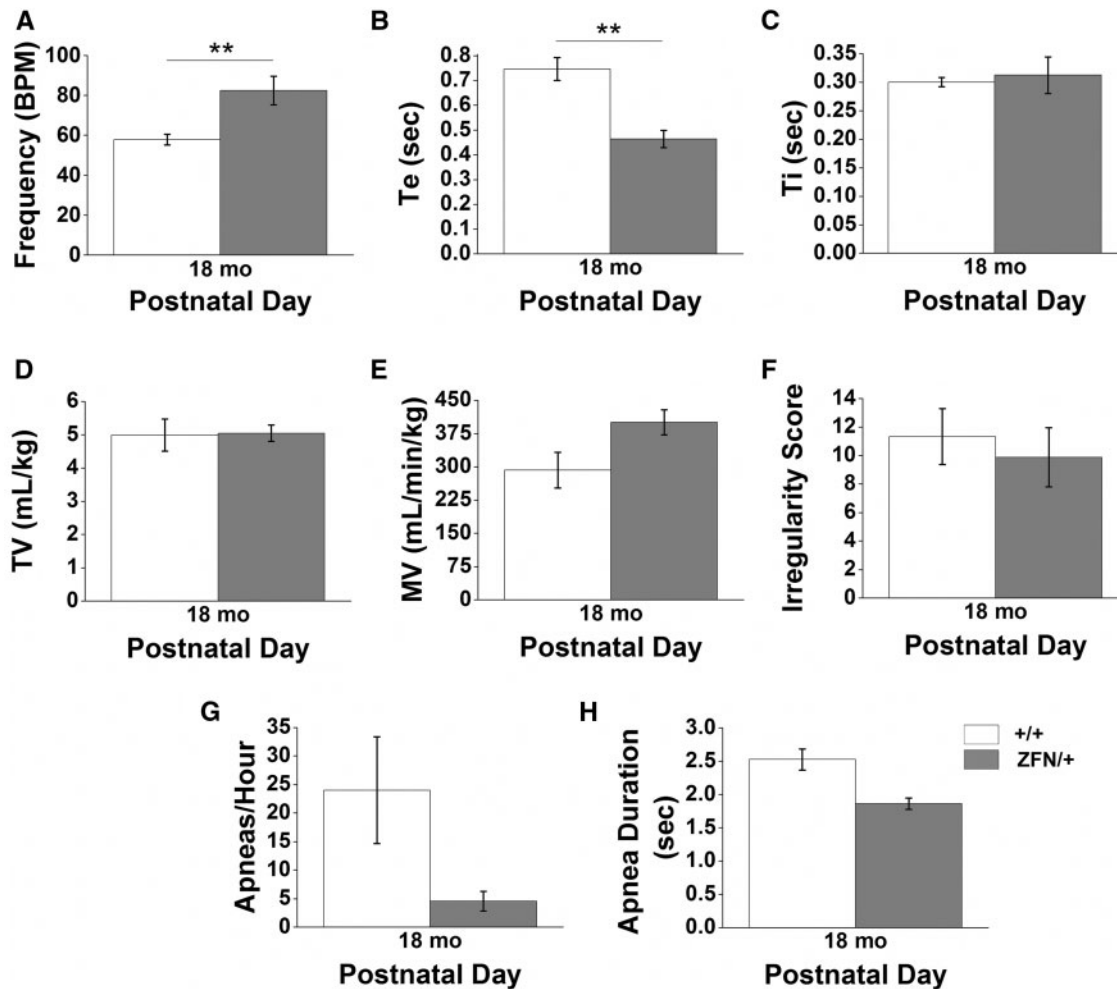 A
Frequency (BPM)
100
80
60
40
20
0
**
18 mo
Postnatal Day
B
Te (sec)
0.8
0.7
0.6
0.5
0.4
0.3
0.2
0.1
0.0
**
18 mo
Postnatal Day
C
Ti (sec)
0.35
0.30
0.25
0.20
0.15
0.10
0.05
0.00
18 mo
Postnatal Day
D
TV (mL/kg)
6
5
4
3
2
1
0
18 mo
Postnatal Day
E
MV (mL/min/kg)
450
375
300
225
150
75
0
18 mo
Postnatal Day
F
Irregularity Score
14
12
10
8
6
4
2
0
18 mo
Postnatal Day
G
Apneas/Hour
35
30
25
20
15
10
5
0
18 mo
Postnatal Day
H
Apnea Duration
(sec)
3.0
2.5
2.0
1.5
1.0
0.5
0.0
18 mo
Postnatal Day
+/+
ZFN/+